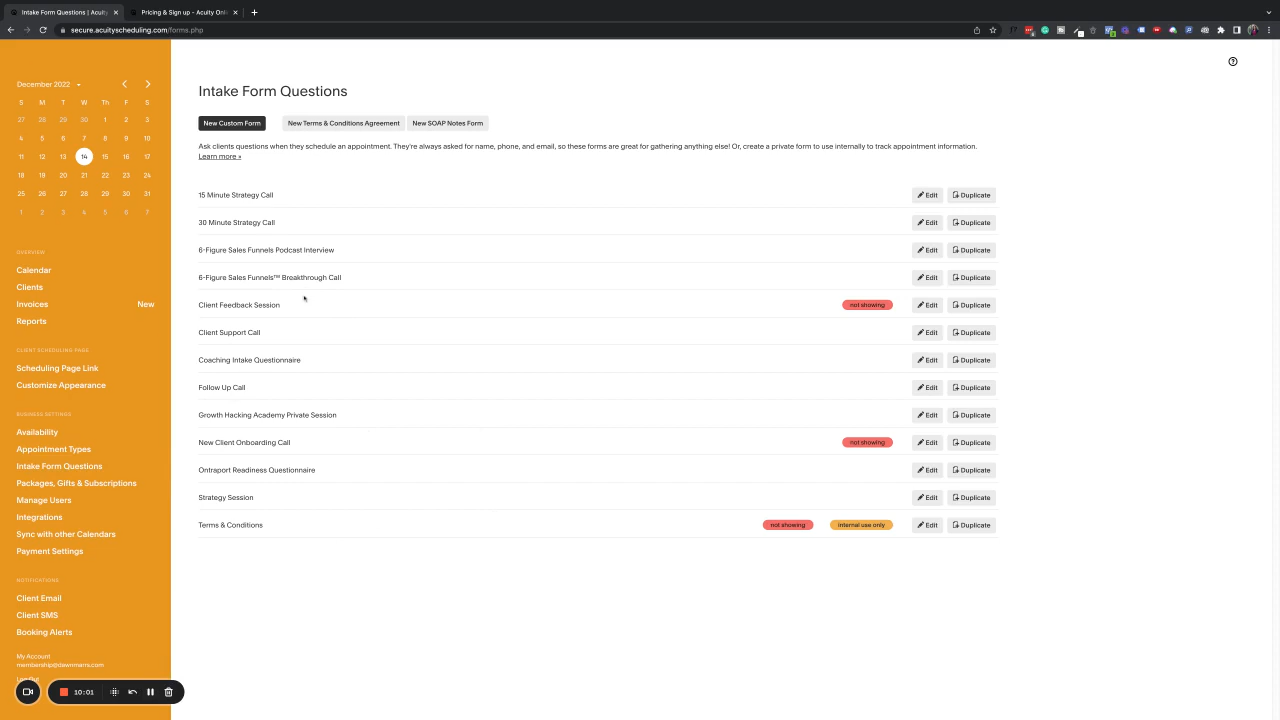 Intake Form Questions | Acuity
Pricing & Sign up - Acuity Onli
secure.acuityscheduling.com/forms.php
December 2022
S M T W Th F S
27 28 29 30 1 2 3
4 5 6 7 8 9 10
11 12 13 14 15 16 17
18 19 20 21 22 23 24
25 26 27 28 29 30 31
1 2 3 4 5 6 7
OVERVIEW
Calendar
Clients
Invoices New
Reports
CLIENT SCHEDULING PAGE
Scheduling Page Link
Customize Appearance
BUSINESS SETTINGS
Availability
Appointment Types
Intake Form Questions
Packages, Gifts & Subscriptions
Manage Users
Integrations
Sync with other Calendars
Payment Settings
NOTIFICATIONS
Client Email
Client SMS
Booking Alerts
My Account
membership@dawnmarrs.com
Log Out
10:01
Intake Form Questions
New Custom Form New Terms & Conditions Agreement New SOAP Notes Form
Ask clients questions when they schedule an appointment. They're always asked for name, phone, and email, so these forms are great for gathering anything else! Or, create a private form to use internally to track appointment information.
Learn more »
15 Minute Strategy Call Edit Duplicate
30 Minute Strategy Call Edit Duplicate
6-Figure Sales Funnels Podcast Interview Edit Duplicate
6-Figure Sales Funnels™ Breakthrough Call Edit Duplicate
Client Feedback Session not showing Edit Duplicate
Client Support Call Edit Duplicate
Coaching Intake Questionnaire Edit Duplicate
Follow Up Call Edit Duplicate
Growth Hacking Academy Private Session Edit Duplicate
New Client Onboarding Call not showing Edit Duplicate
Ontraport Readiness Questionnaire Edit Duplicate
Strategy Session Edit Duplicate
Terms & Conditions not showing internal use only Edit Duplicate